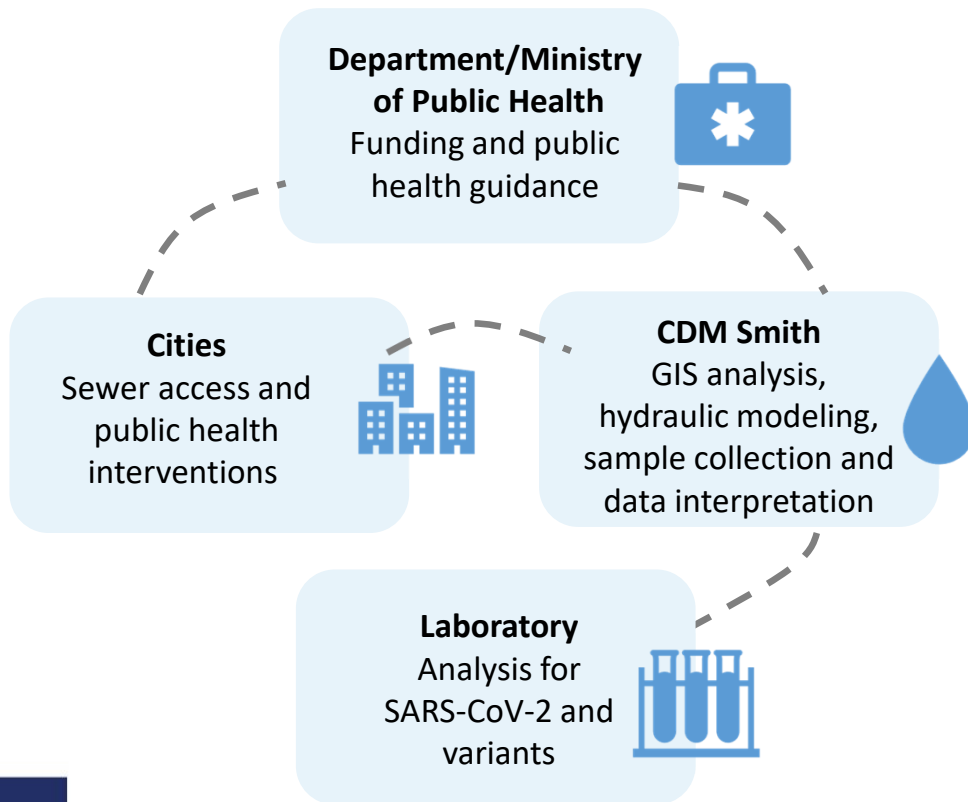 Department/Ministry
of Public Health
Funding and public
health guidance
Cities
Sewer access and
public health
interventions
CDM Smith
GIS analysis,
hydraulic modeling,
sample collection and
data interpretation
Laboratory
Analysis for
SARS-CoV-2 and
variants